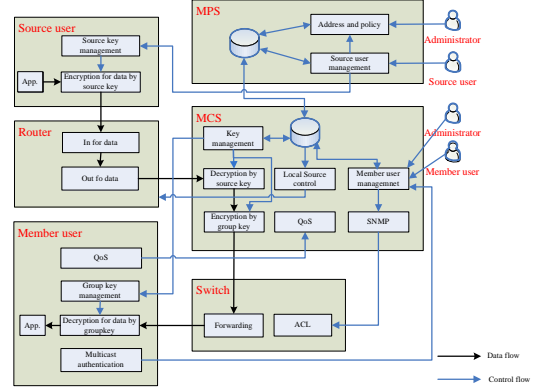 Source user
Source key
management
App.
Encryption for data by
source key
MPS
Address and policy
Source user
management
Administrator
Source user
Router
In for data
Out fo data
MCS
Key
management
Decryption by
source key
Local Source
control
Member user
managemnet
Encryption by
group key
QoS
SNMP
Administrator
Member user
Member user
QoS
Group key
management
App.
Decryption for data by
groupkey
Multicast
authentication
Switch
Forwarding
ACL
Data flow
Control flow